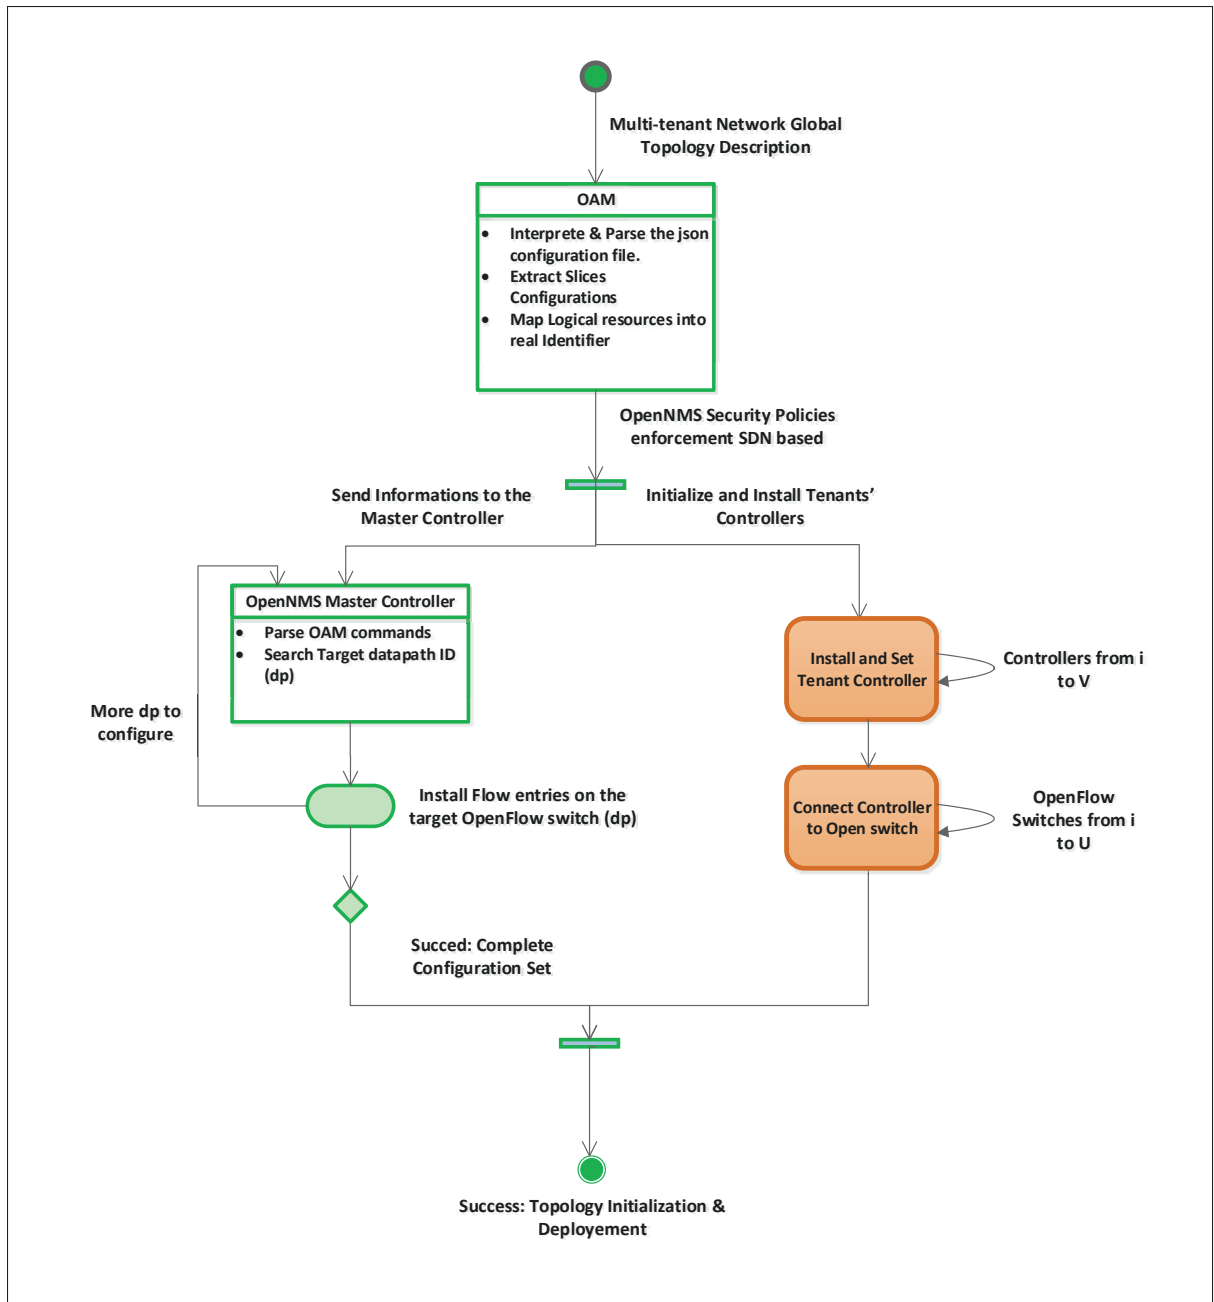 Multi-tenant Network Global
Topology Description
OAM
• Interprete & Parse the json
configuration file.
• Extract Slices
Configurations
• Map Logical resources into
real Identifier
OpenNMS Security Policies
enforcement SDN based
Send Informations to the
Master Controller
Initialize and Install Tenants’
Controllers
OpenNMS Master Controller
• Parse OAM commands
• Search Target datapath ID
(dp)
Install and Set
Tenant Controller
Controllers from i
to V
More dp to
configure
Install Flow entries on the
target OpenFlow switch (dp)
Connect Controller
to Open switch
OpenFlow
Switches from i
to U
Succed: Complete
Configuration Set
Success: Topology Initialization &
Deployement